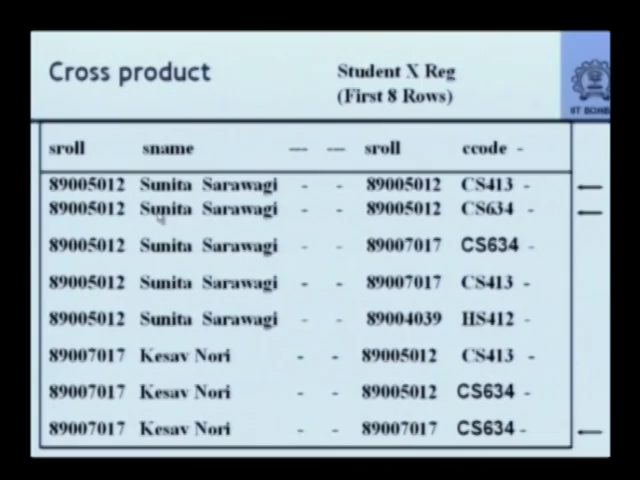 Cross product
Student X Reg
(First 8 Rows)
IIT BOMB
sroll sname --- --- sroll ccode -
89005012 Sunita Sarawagi - - 89005012 CS413 -
89005012 Sunita Sarawagi - - 89005012 CS634 -
89005012 Sunita Sarawagi - - 89007017 CS634 -
89005012 Sunita Sarawagi - - 89007017 CS413 -
89005012 Sunita Sarawagi - - 89004039 HS412 -
89007017 Kesav Nori - - 89005012 CS413 -
89007017 Kesav Nori - - 89005012 CS634 -
89007017 Kesav Nori - - 89007017 CS634 -